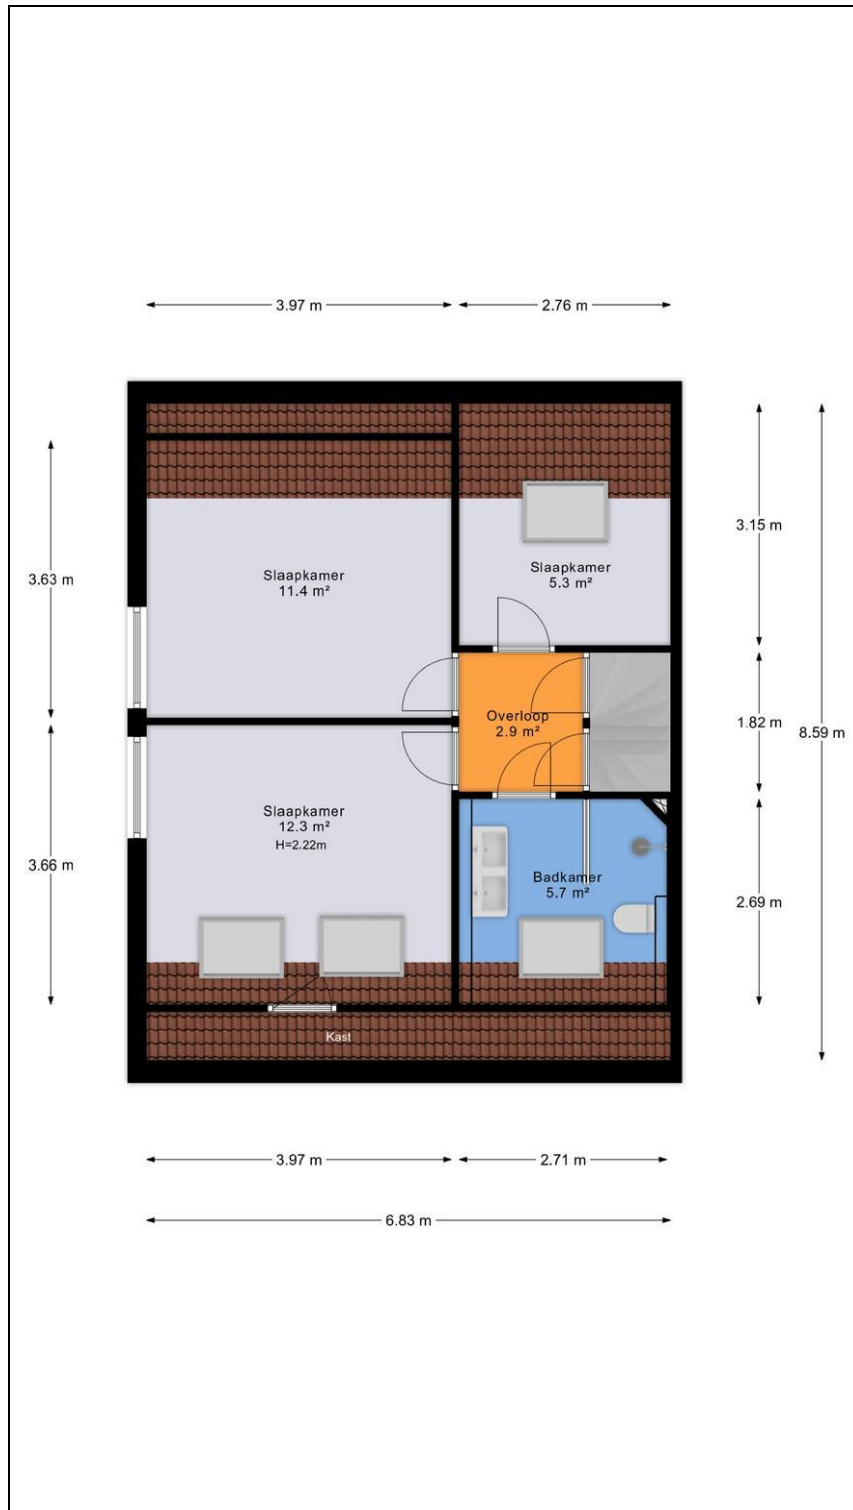 3.97 m
2.76 m
3.15 m
3.63 m
Slaapkamer
11.4 m²
Slaapkamer
5.3 m²
Overloop
2.9 m²
1.82 m
8.59 m
Slaapkamer
12.3 m²
H=2.22m
3.66 m
Badkamer
5.7 m²
2.69 m
Kast
3.97 m
2.71 m
6.83 m